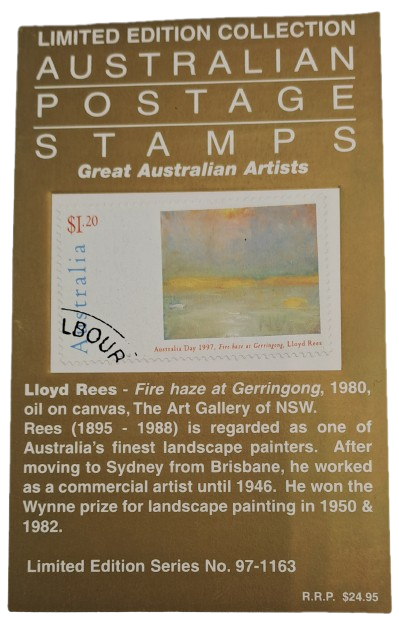 LIMITED EDITION COLLECTION
AUSTRALIAN
POSTAGE
STAMPS
Great Australian Artists
$1.20
Australia
LBOUR
Australia Day 1997, Fire haze at Gerringong, Lloyd Rees
Lloyd Rees - Fire haze at Gerringong, 1980,
oil on canvas, The Art Gallery of NSW.
Rees (1895 - 1988) is regarded as one of
Australia's finest landscape painters. After
moving to Sydney from Brisbane, he worked
as a commercial artist until 1946. He won the
Wynne prize for landscape painting in 1950 &
1982.
Limited Edition Series No. 97-1163
R.R.P. $24.95